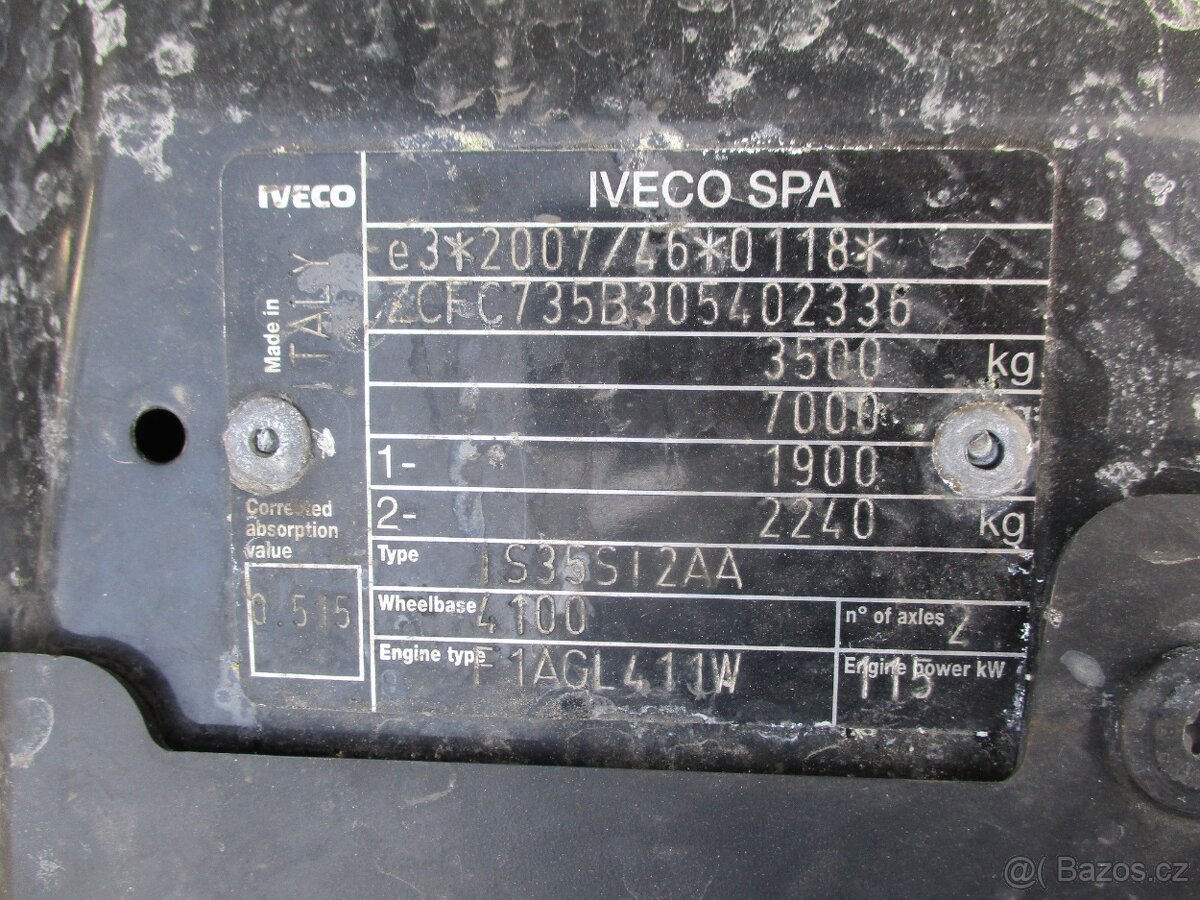 IVECO
IVECO SPA
e3*2007/46*0118*
ZCFC735B305402336
3500 kg
7000
1- 1900
2- 2240 kg
Made in ITALY
Corrected
absorption
value
0.515
Type IS35SI2AA
Wheelbase 4100
n° of axles 2
Engine type F1AGL411W
Engine power kW 115
@( Bazos.cz